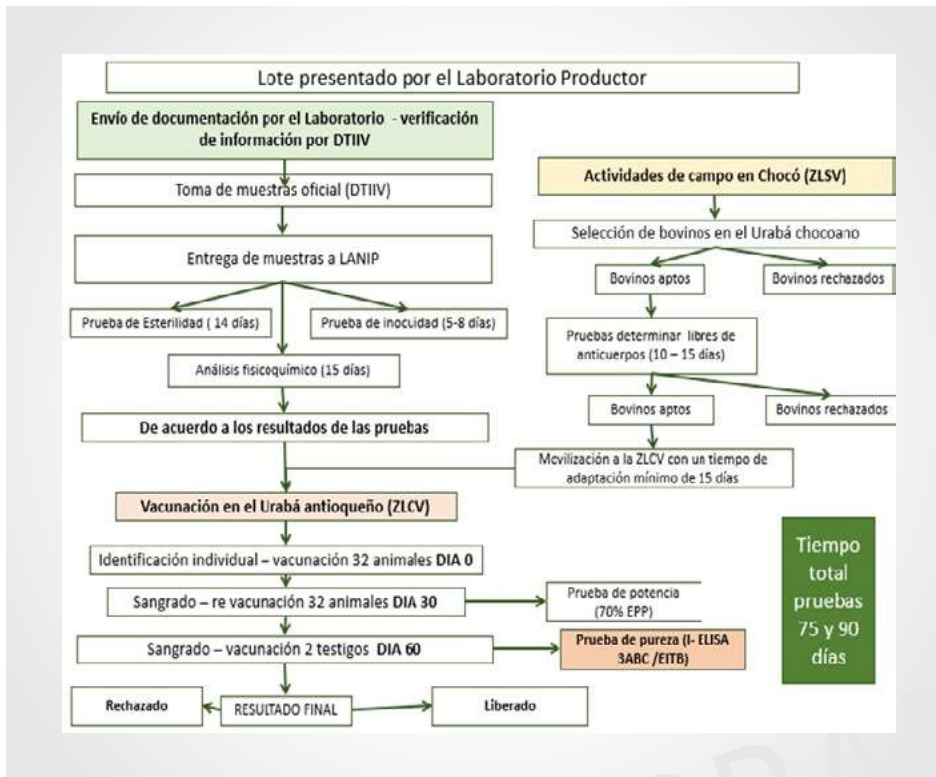 Lote presentado por el Laboratorio Productor
Envío de documentación por el Laboratorio - verificación
de información por DTIIV
Toma de muestras oficial (DTIIV)
Entrega de muestras a LANIP
Prueba de Esterilidad ( 14 días)
Prueba de inocuidad (5-8 días)
Análisis fisicoquímico (15 días)
De acuerdo a los resultados de las pruebas
Actividades de campo en Chocó (ZLSV)
Selección de bovinos en el Urabá chocoano
Bovinos aptos
Bovinos rechazados
Pruebas determinar libres de
anticuerpos (10 – 15 días)
Bovinos aptos
Bovinos rechazados
Movilización a la ZLCV con un tiempo de
adaptación mínimo de 15 días
Vacunación en el Urabá antioqueño (ZLCV)
Identificación individual – vacunación 32 animales DIA 0
Sangrado – re vacunación 32 animales DIA 30
Prueba de potencia
(70% EPP)
Sangrado – vacunación 2 testigos DIA 60
Prueba de pureza (I- ELISA
3ABC /EITB)
Rechazado
RESULTADO FINAL
Liberado
Tiempo
total
pruebas
75 y 90
días